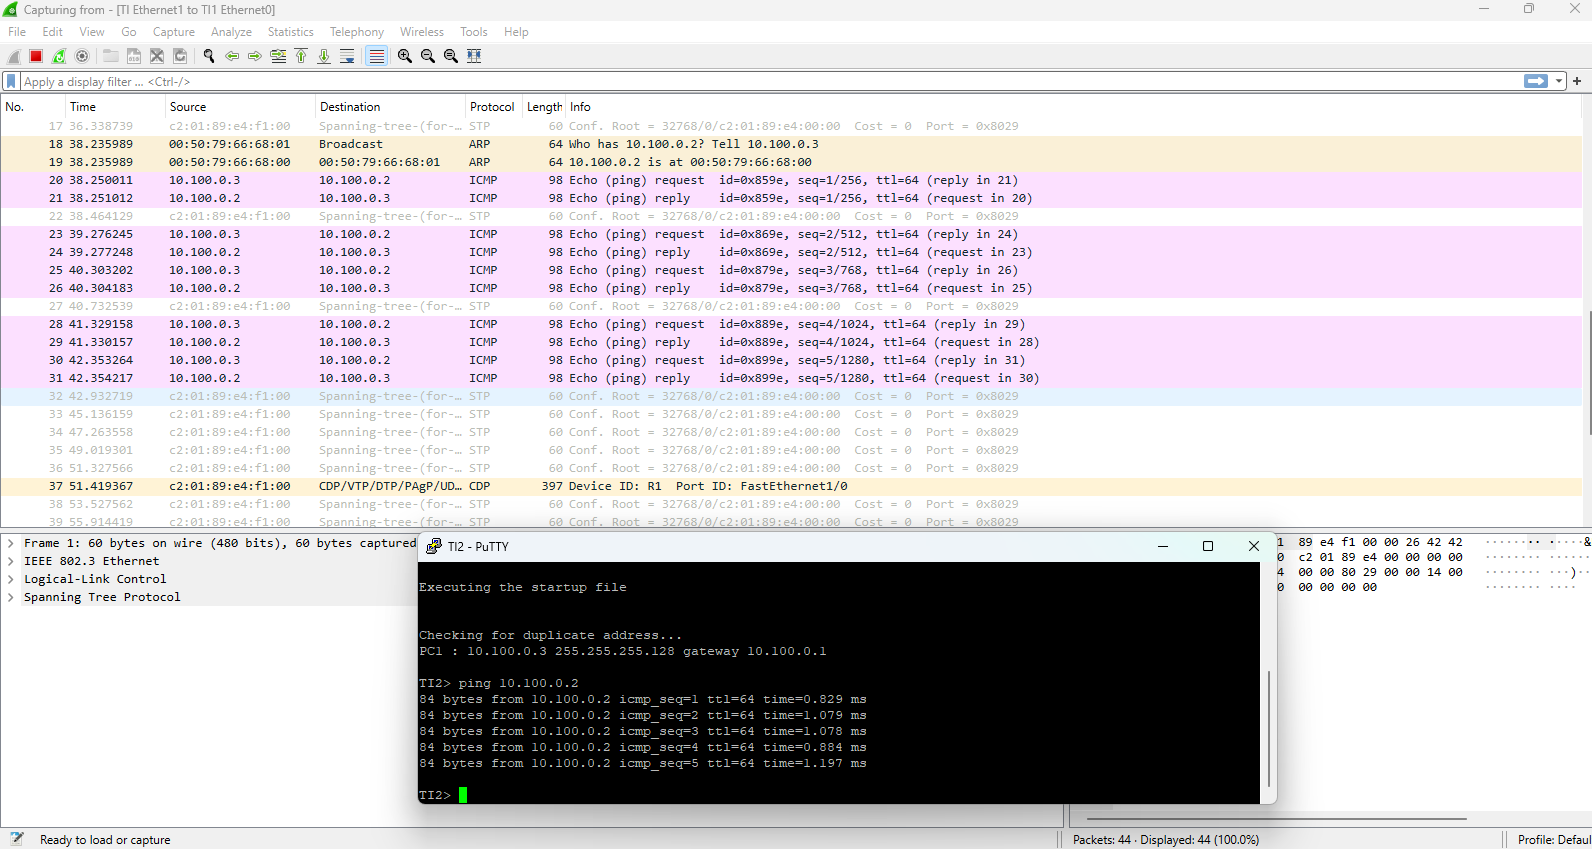 Capturing from - [TI Ethernet1 to TI1 Ethernet0]
File Edit View Go Capture Analyze Statistics Telephony Wireless Tools Help
Apply a display filter ... <Ctrl-/>
No. Time Source Destination Protocol Length Info
17 36.338739 c2:01:89:e4:f1:00 Spanning-tree-(for-… STP 60 Conf. Root = 32768/0/c2:01:89:e4:00:00 Cost = 0 Port = 0x8029
18 38.235989 00:50:79:66:68:01 Broadcast ARP 64 Who has 10.100.0.2? Tell 10.100.0.3
19 38.235989 00:50:79:66:68:00 00:50:79:66:68:01 ARP 64 10.100.0.2 is at 00:50:79:66:68:00
20 38.250011 10.100.0.3 10.100.0.2 ICMP 98 Echo (ping) request id=0x859e, seq=1/256, ttl=64 (reply in 21)
21 38.251012 10.100.0.2 10.100.0.3 ICMP 98 Echo (ping) reply id=0x859e, seq=1/256, ttl=64 (request in 20)
22 38.464129 c2:01:89:e4:f1:00 Spanning-tree-(for-… STP 60 Conf. Root = 32768/0/c2:01:89:e4:00:00 Cost = 0 Port = 0x8029
23 39.276245 10.100.0.3 10.100.0.2 ICMP 98 Echo (ping) request id=0x869e, seq=2/512, ttl=64 (reply in 24)
24 39.277248 10.100.0.2 10.100.0.3 ICMP 98 Echo (ping) reply id=0x869e, seq=2/512, ttl=64 (request in 23)
25 40.303202 10.100.0.3 10.100.0.2 ICMP 98 Echo (ping) request id=0x879e, seq=3/768, ttl=64 (reply in 26)
26 40.304183 10.100.0.2 10.100.0.3 ICMP 98 Echo (ping) reply id=0x879e, seq=3/768, ttl=64 (request in 25)
27 40.732539 c2:01:89:e4:f1:00 Spanning-tree-(for-… STP 60 Conf. Root = 32768/0/c2:01:89:e4:00:00 Cost = 0 Port = 0x8029
28 41.329158 10.100.0.3 10.100.0.2 ICMP 98 Echo (ping) request id=0x889e, seq=4/1024, ttl=64 (reply in 29)
29 41.330157 10.100.0.2 10.100.0.3 ICMP 98 Echo (ping) reply id=0x889e, seq=4/1024, ttl=64 (request in 28)
30 42.353264 10.100.0.3 10.100.0.2 ICMP 98 Echo (ping) request id=0x899e, seq=5/1280, ttl=64 (reply in 31)
31 42.354217 10.100.0.2 10.100.0.3 ICMP 98 Echo (ping) reply id=0x899e, seq=5/1280, ttl=64 (request in 30)
32 42.932719 c2:01:89:e4:f1:00 Spanning-tree-(for-… STP 60 Conf. Root = 32768/0/c2:01:89:e4:00:00 Cost = 0 Port = 0x8029
33 45.136159 c2:01:89:e4:f1:00 Spanning-tree-(for-… STP 60 Conf. Root = 32768/0/c2:01:89:e4:00:00 Cost = 0 Port = 0x8029
34 47.263558 c2:01:89:e4:f1:00 Spanning-tree-(for-… STP 60 Conf. Root = 32768/0/c2:01:89:e4:00:00 Cost = 0 Port = 0x8029
35 49.019301 c2:01:89:e4:f1:00 Spanning-tree-(for-… STP 60 Conf. Root = 32768/0/c2:01:89:e4:00:00 Cost = 0 Port = 0x8029
36 51.327566 c2:01:89:e4:f1:00 Spanning-tree-(for-… STP 60 Conf. Root = 32768/0/c2:01:89:e4:00:00 Cost = 0 Port = 0x8029
37 51.419367 c2:01:89:e4:f1:00 CDP/VTP/DTP/PAgP/UD… CDP 397 Device ID: R1 Port ID: FastEthernet1/0
38 53.527562 c2:01:89:e4:f1:00 Spanning-tree-(for-… STP 60 Conf. Root = 32768/0/c2:01:89:e4:00:00 Cost = 0 Port = 0x8029
39 55.914419 c2:01:89:e4:f1:00 Spanning-tree-(for-… STP 60 Conf. Root = 32768/0/c2:01:89:e4:00:00 Cost = 0 Port = 0x8029
Frame 1: 60 bytes on wire (480 bits), 60 bytes captured
IEEE 802.3 Ethernet
Logical-Link Control
Spanning Tree Protocol
1 89 e4 f1 00 00 26 42 42 ········ ·····&
0 c2 01 89 e4 00 00 00 00
4 00 00 80 29 00 00 14 00 ········ ···)··
0 00 00 00 00
TI2 - PuTTY
Executing the startup file
Checking for duplicate address...
PC1 : 10.100.0.3 255.255.255.128 gateway 10.100.0.1
TI2> ping 10.100.0.2
84 bytes from 10.100.0.2 icmp_seq=1 ttl=64 time=0.829 ms
84 bytes from 10.100.0.2 icmp_seq=2 ttl=64 time=1.079 ms
84 bytes from 10.100.0.2 icmp_seq=3 ttl=64 time=1.078 ms
84 bytes from 10.100.0.2 icmp_seq=4 ttl=64 time=0.884 ms
84 bytes from 10.100.0.2 icmp_seq=5 ttl=64 time=1.197 ms
TI2>
Ready to load or capture
Packets: 44 · Displayed: 44 (100.0%)
Profile: Defaul